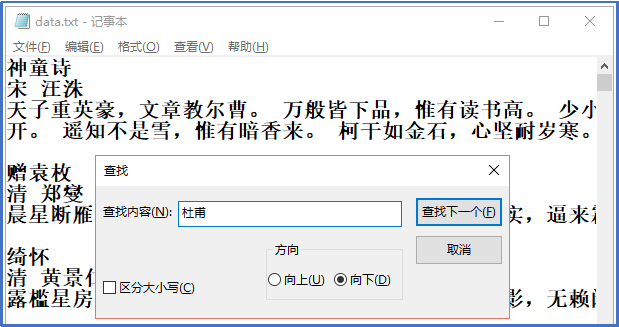 data.txt - 记事本
文件(F) 编辑(E) 格式(O) 查看(V) 帮助(H)
神童诗
宋 汪洙
天子重英豪，文章教尔曹。 万般皆下品，惟有读书高。 少小
开。 遥知不是雪，惟有暗香来。 柯干如金石，心坚耐岁寒。
赠袁枚
清 郑燮
晨星断雁 实，逼来
绮怀
清 黄景
露槛星房 影，无赖
查找
查找内容(N): 杜甫 查找下一个(F)
方向 取消
区分大小写(C) 向上(U) 向下(D)